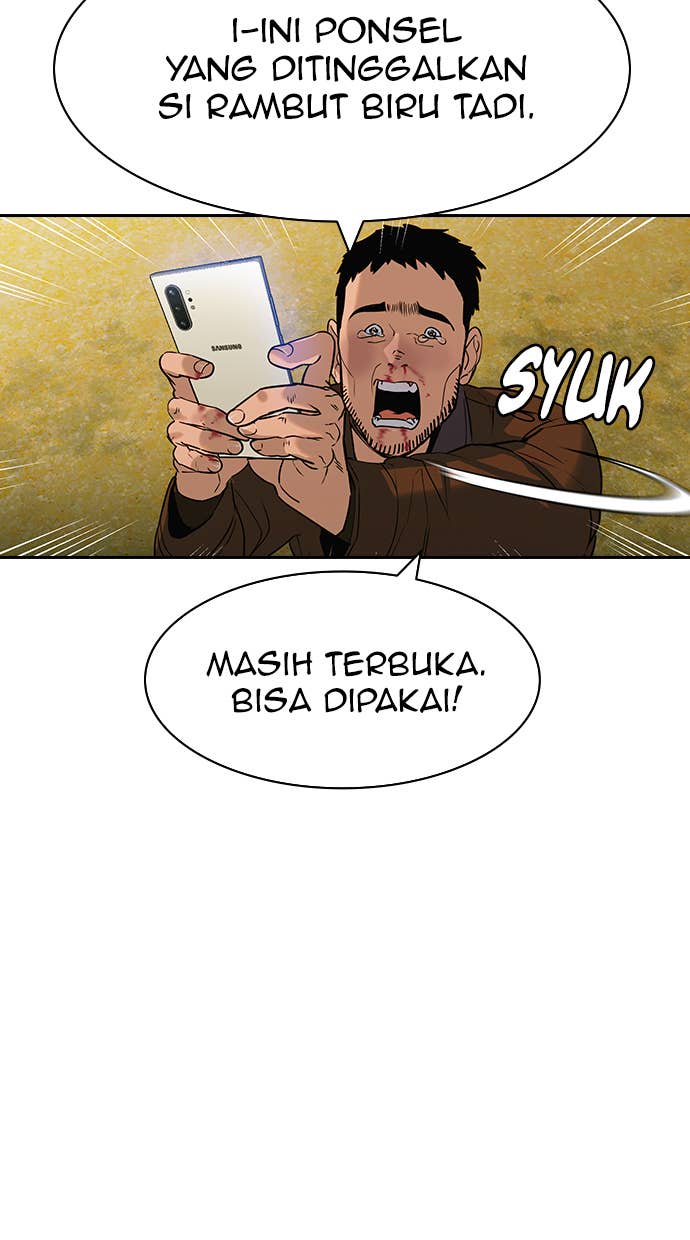 I-INI PONSEL
YANG DITINGGALKAN
SI RAMBUT BIRU TADI.
SAMSUNG
SYUK
MASIH TERBUKA.
BISA DIPAKAI!